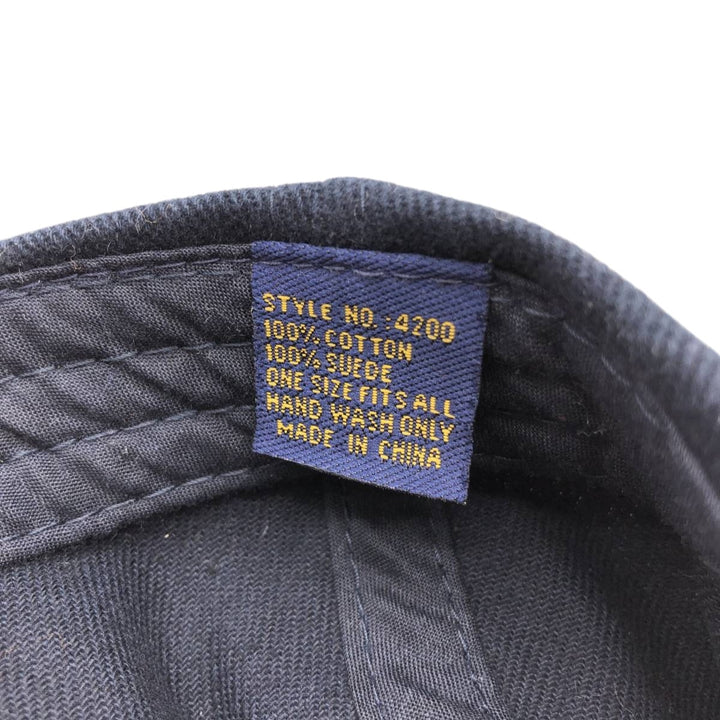 STYLE NO. :4200
100% COTTON
100% SUEDE
ONE SIZE FITS ALL
HAND WASH ONLY
MADE IN CHINA